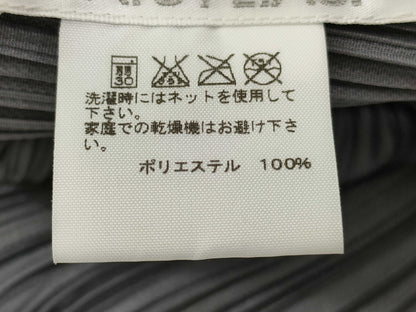 弱
30
洗濯時にはネットを使用して
下さい。
家庭での乾燥機はお避け下さ
い。
ポリエステル 100%